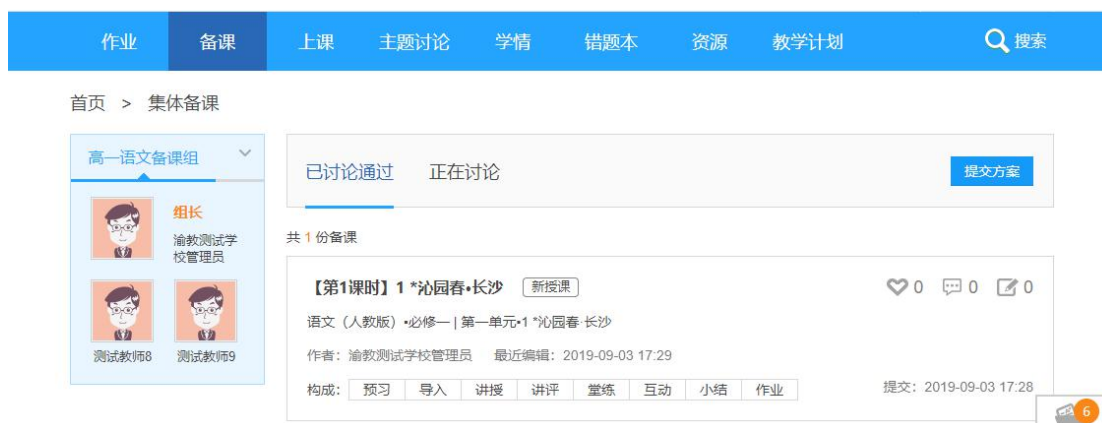 作业 备课 上课 主题讨论 学情 错题本 资源 教学计划 搜索
首页 > 集体备课
高一语文备课组
组长
渝教测试学
校管理员
测试教师8 测试教师9
已讨论通过 正在讨论 提交方案
共 1 份备课
【第1课时】1 *沁园春•长沙 新授课 0 0 0
语文（人教版）•必修一 | 第一单元•1 *沁园春·长沙
作者：渝教测试学校管理员 最近编辑：2019-09-03 17:29
构成： 预习 导入 讲授 讲评 堂练 互动 小结 作业 提交：2019-09-03 17:28
6